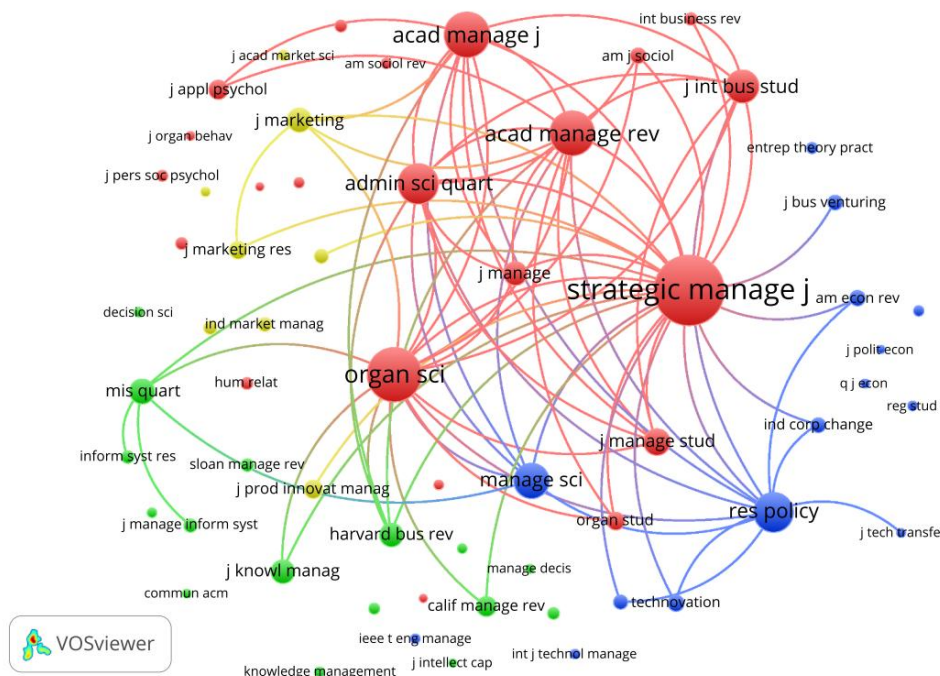 int business rev
acad manage j
j acad market sci
am sociol rev
am j sociol
j int bus stud
j appl psychol
j marketing
acad manage rev
j organ behav
entrep theory pract
j pers soc psychol
admin sci quart
j bus venturing
j marketing res
j manage
strategic manage j
am econ rev
decision sci
ind market manag
j polit econ
organ sci
hum relat
q j econ
mis quart
reg stud
ind corp change
j manage stud
inform syst res
sloan manage rev
manage sci
j prod innovat manag
res policy
organ stud
j manage inform syst
harvard bus rev
j tech transfe
j knowl manag
manage decis
commun acm
calif manage rev
technovation
ieee t eng manage
int j technol manage
j intellect cap
knowledge management
VOSviewer